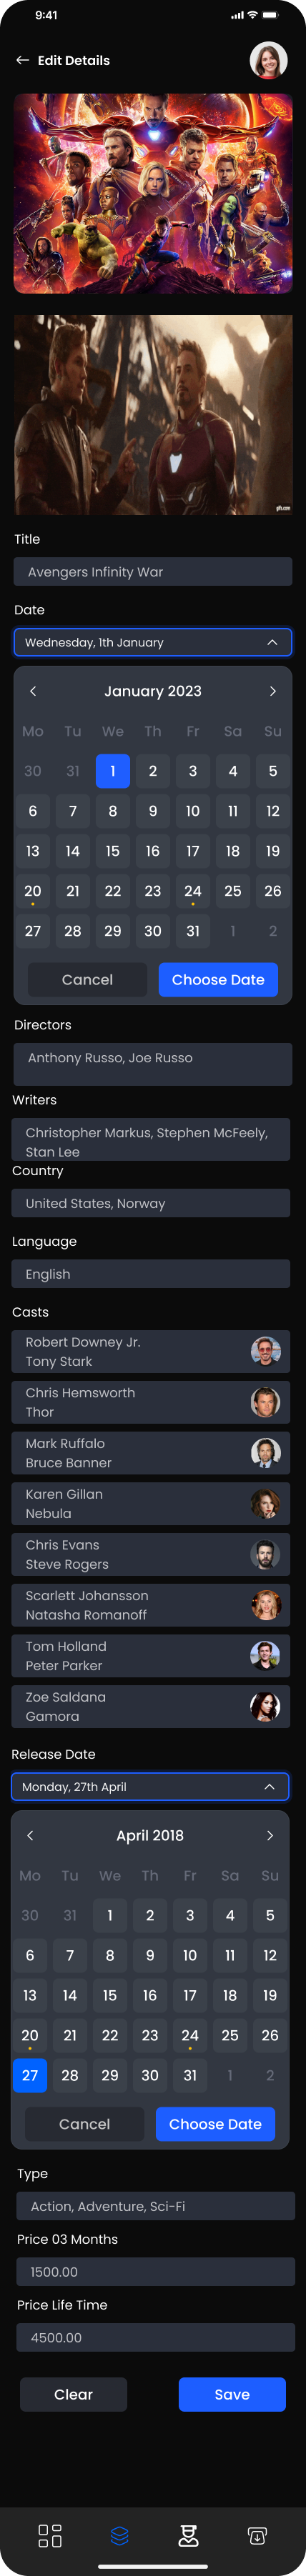 9:41
Edit Details
gifs.com
Title
Avengers Infinity War
Date
Wednesday, 1th January
January 2023
Mo Tu We Th Fr Sa Su
30 31 1 2 3 4 5
6 7 8 9 10 11 12
13 14 15 16 17 18 19
20 21 22 23 24 25 26
27 28 29 30 31 1 2
Cancel Choose Date
Directors
Anthony Russo, Joe Russo
Writers
Christopher Markus, Stephen McFeely,
Stan Lee
Country
United States, Norway
Language
English
Casts
Robert Downey Jr.
Tony Stark
Chris Hemsworth
Thor
Mark Ruffalo
Bruce Banner
Karen Gillan
Nebula
Chris Evans
Steve Rogers
Scarlett Johansson
Natasha Romanoff
Tom Holland
Peter Parker
Zoe Saldana
Gamora
Release Date
Monday, 27th April
April 2018
Mo Tu We Th Fr Sa Su
30 31 1 2 3 4 5
6 7 8 9 10 11 12
13 14 15 16 17 18 19
20 21 22 23 24 25 26
27 28 29 30 31 1 2
Cancel Choose Date
Type
Action, Adventure, Sci-Fi
Price 03 Months
1500.00
Price Life Time
4500.00
Clear Save